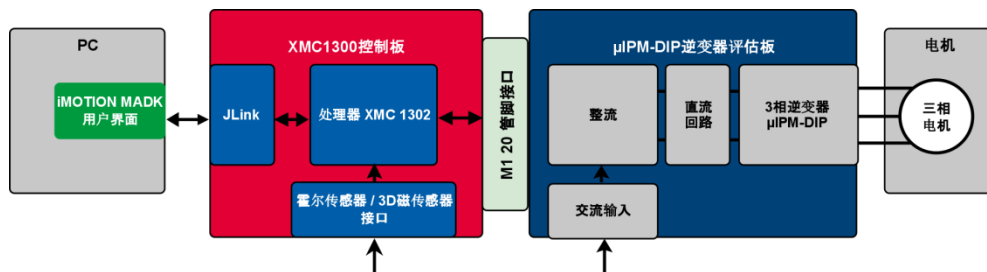 PC
iMOTION MADK
用户界面
XMC1300控制板
JLink
处理器 XMC 1302
霍尔传感器 / 3D磁传感器
接口
M1 20 管脚接口
μIPM-DIP逆变器评估板
整流
直流
回路
3相逆变器
μIPM-DIP
交流输入
电机
三相
电机